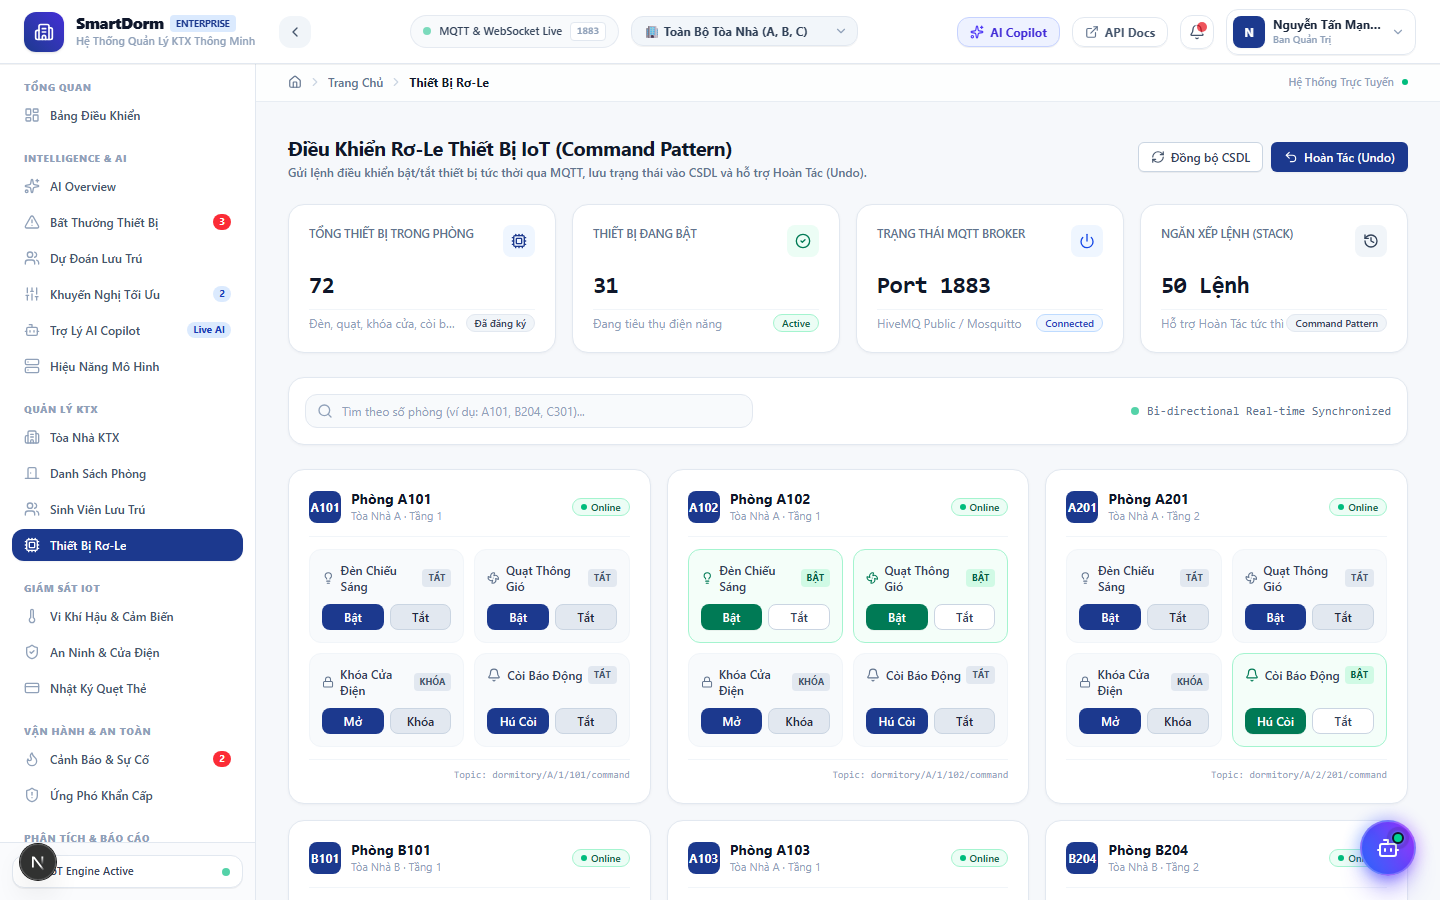 SmartDorm ENTERPRISE
Hệ Thống Quản Lý KTX Thông Minh
MQTT & WebSocket Live 1883
Toàn Bộ Tòa Nhà (A, B, C)
AI Copilot
API Docs
N
Nguyễn Tấn Mạn...
Ban Quản Trị
TỔNG QUAN
Bảng Điều Khiển
INTELLIGENCE & AI
AI Overview
Bất Thường Thiết Bị 3
Dự Đoán Lưu Trú
Khuyến Nghị Tối Ưu 2
Trợ Lý AI Copilot Live AI
Hiệu Năng Mô Hình
QUẢN LÝ KTX
Tòa Nhà KTX
Danh Sách Phòng
Sinh Viên Lưu Trú
Thiết Bị Rơ-Le
GIÁM SÁT IOT
Vi Khí Hậu & Cảm Biến
An Ninh & Cửa Điện
Nhật Ký Quẹt Thẻ
VẬN HÀNH & AN TOÀN
Cảnh Báo & Sự Cố 2
Ứng Phó Khẩn Cấp
PHÂN TÍCH & BÁO CÁO
N
Engine Active
Trang Chủ
Thiết Bị Rơ-Le
Hệ Thống Trực Tuyến
Điều Khiển Rơ-Le Thiết Bị IoT (Command Pattern)
Gửi lệnh điều khiển bật/tắt thiết bị tức thời qua MQTT, lưu trạng thái vào CSDL và hỗ trợ Hoàn Tác (Undo).
Đồng bộ CSDL
Hoàn Tác (Undo)
TỔNG THIẾT BỊ TRONG PHÒNG
72
Đèn, quạt, khóa cửa, còi b... Đã đăng ký
THIẾT BỊ ĐANG BẬT
31
Đang tiêu thụ điện năng Active
TRẠNG THÁI MQTT BROKER
Port 1883
HiveMQ Public / Mosquitto Connected
NGĂN XẾP LỆNH (STACK)
50 Lệnh
Hỗ trợ Hoàn Tác tức thì Command Pattern
Tìm theo số phòng (ví dụ: A101, B204, C301)...
Bi-directional Real-time Synchronized
A101 Phòng A101 Online
Tòa Nhà A · Tầng 1
Đèn Chiếu Sáng TẮT
Bật Tắt
Quạt Thông Gió TẮT
Bật Tắt
Khóa Cửa Điện KHÓA
Mở Khóa
Còi Báo Động TẮT
Hú Còi Tắt
Topic: dormitory/A/1/101/command
A102 Phòng A102 Online
Tòa Nhà A · Tầng 1
Đèn Chiếu Sáng BẬT
Bật Tắt
Quạt Thông Gió BẬT
Bật Tắt
Khóa Cửa Điện KHÓA
Mở Khóa
Còi Báo Động TẮT
Hú Còi Tắt
Topic: dormitory/A/1/102/command
A201 Phòng A201 Online
Tòa Nhà A · Tầng 2
Đèn Chiếu Sáng TẮT
Bật Tắt
Quạt Thông Gió TẮT
Bật Tắt
Khóa Cửa Điện KHÓA
Mở Khóa
Còi Báo Động BẬT
Hú Còi Tắt
Topic: dormitory/A/2/201/command
B101 Phòng B101 Online
Tòa Nhà B · Tầng 1
A103 Phòng A103 Online
Tòa Nhà A · Tầng 1
B204 Phòng B204
Tòa Nhà B · Tầng 2